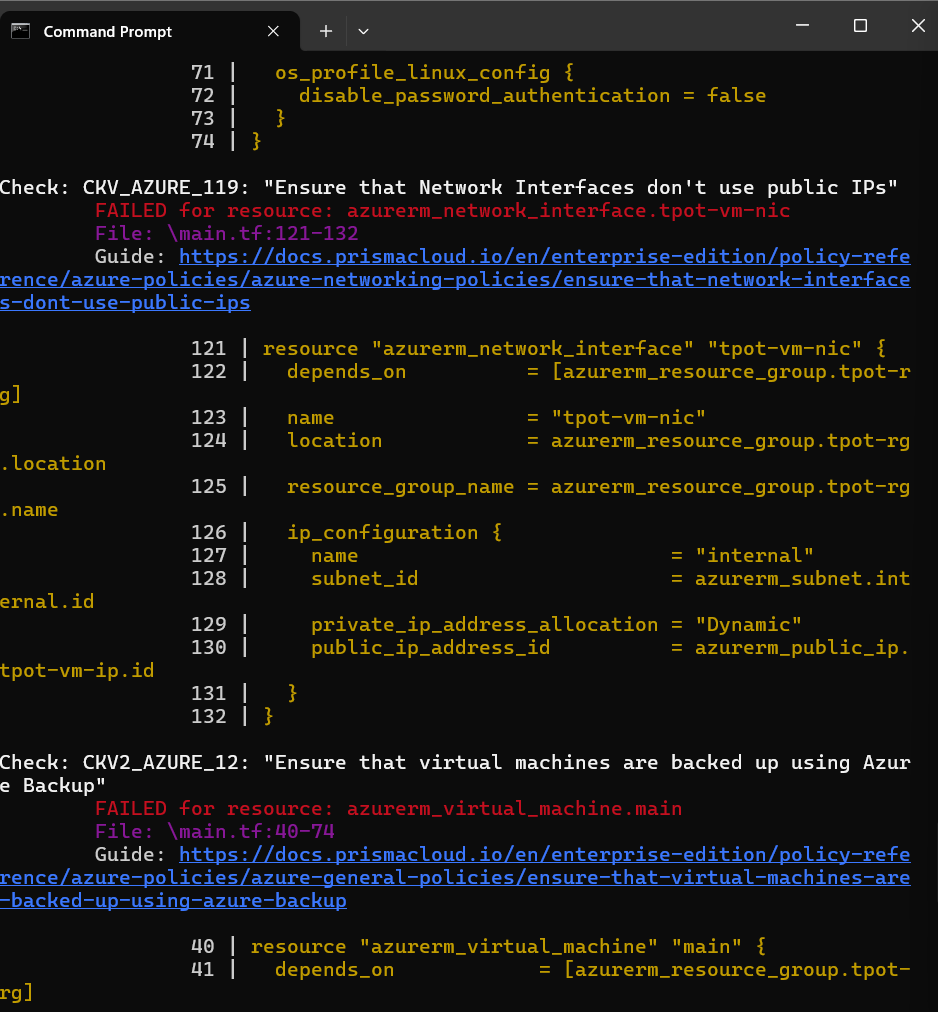 Command Prompt
71 |   os_profile_linux_config {
72 |     disable_password_authentication = false
73 |   }
74 | }
Check: CKV_AZURE_119: "Ensure that Network Interfaces don't use public IPs"
FAILED for resource: azurerm_network_interface.tpot-vm-nic
File: \main.tf:121-132
Guide: https://docs.prismacloud.io/en/enterprise-edition/policy-refe
rence/azure-policies/azure-networking-policies/ensure-that-network-interface
s-dont-use-public-ips
121 | resource "azurerm_network_interface" "tpot-vm-nic" {
122 |   depends_on          = [azurerm_resource_group.tpot-r
g]
123 |   name                = "tpot-vm-nic"
124 |   location            = azurerm_resource_group.tpot-rg
.location
125 |   resource_group_name = azurerm_resource_group.tpot-rg
.name
126 |   ip_configuration {
127 |     name                          = "internal"
128 |     subnet_id                     = azurerm_subnet.int
ernal.id
129 |     private_ip_address_allocation = "Dynamic"
130 |     public_ip_address_id          = azurerm_public_ip.
tpot-vm-ip.id
131 |   }
132 | }
Check: CKV2_AZURE_12: "Ensure that virtual machines are backed up using Azur
e Backup"
FAILED for resource: azurerm_virtual_machine.main
File: \main.tf:40-74
Guide: https://docs.prismacloud.io/en/enterprise-edition/policy-refe
rence/azure-policies/azure-general-policies/ensure-that-virtual-machines-are
-backed-up-using-azure-backup
40 | resource "azurerm_virtual_machine" "main" {
41 |   depends_on            = [azurerm_resource_group.tpot-
rg]